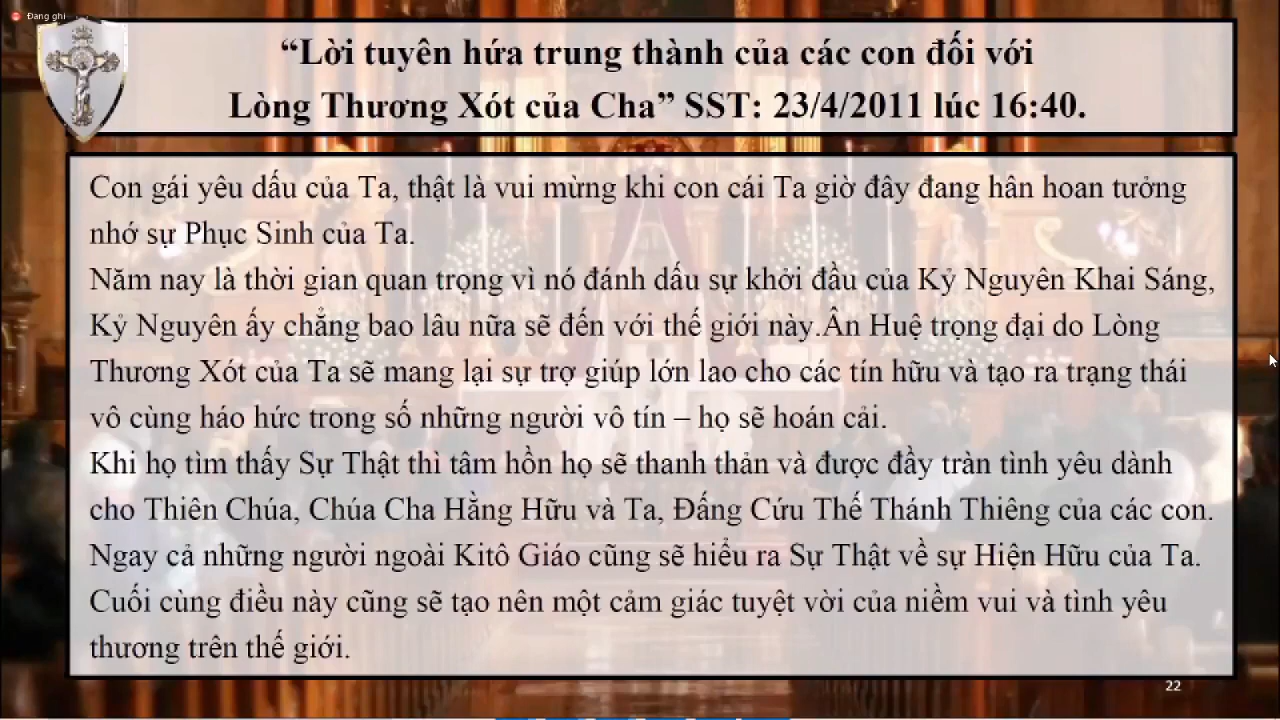 Đang ghi
“Lời tuyên hứa trung thành của các con đối với
Lòng Thương Xót của Cha” SST: 23/4/2011 lúc 16:40.
Con gái yêu dấu của Ta, thật là vui mừng khi con cái Ta giờ đây đang hân hoan tưởng
nhớ sự Phục Sinh của Ta.
Năm nay là thời gian quan trọng vì nó đánh dấu sự khởi đầu của Kỷ Nguyên Khai Sáng,
Kỷ Nguyên ấy chẳng bao lâu nữa sẽ đến với thế giới này.Ân Huệ trọng đại do Lòng
Thương Xót của Ta sẽ mang lại sự trợ giúp lớn lao cho các tín hữu và tạo ra trạng thái
vô cùng háo hức trong số những người vô tín – họ sẽ hoán cải.
Khi họ tìm thấy Sự Thật thì tâm hồn họ sẽ thanh thản và được đầy tràn tình yêu dành
cho Thiên Chúa, Chúa Cha Hằng Hữu và Ta, Đấng Cứu Thế Thánh Thiêng của các con.
Ngay cả những người ngoài Kitô Giáo cũng sẽ hiểu ra Sự Thật về sự Hiện Hữu của Ta.
Cuối cùng điều này cũng sẽ tạo nên một cảm giác tuyệt vời của niềm vui và tình yêu
thương trên thế giới.
22